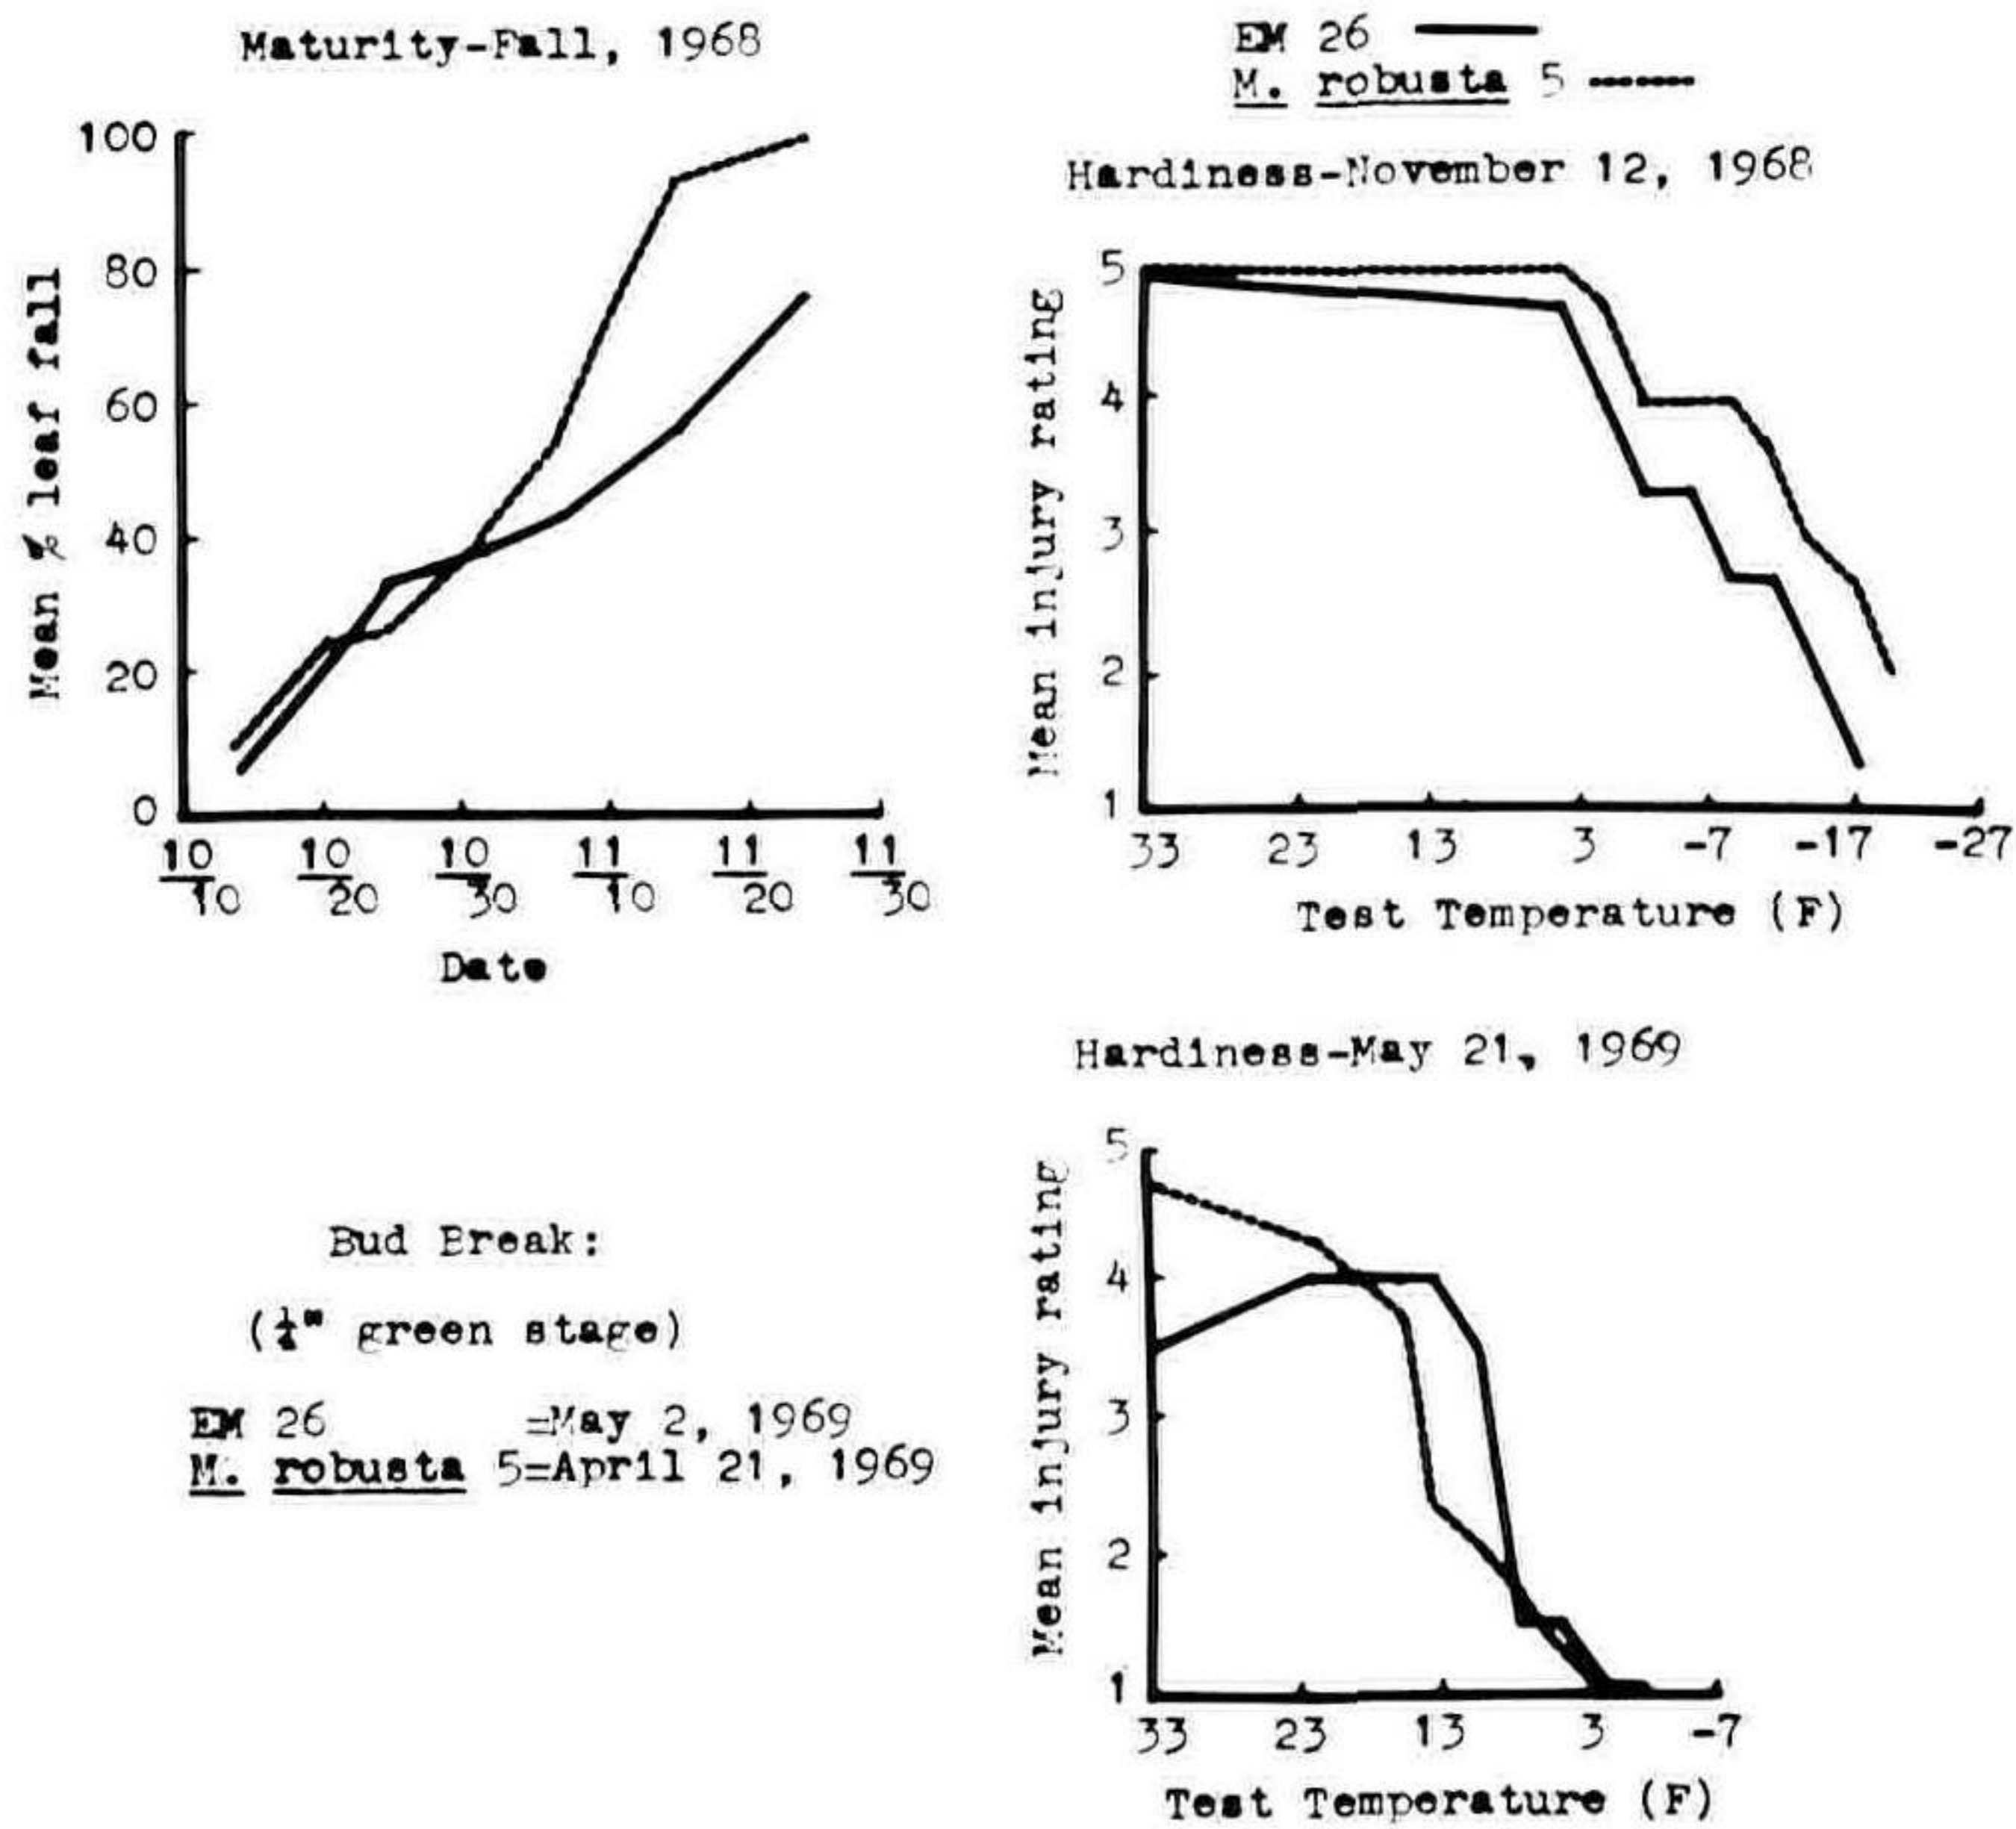 Maturity-Fall, 1968
Mean % leaf fall
100
80
60
40
20
0
10/10 10/20 10/30 11/10 11/20 11/30
Date
EM 26
M. robusta 5
Hardiness-November 12, 1968
Mean injury rating
5
4
3
2
1
33 23 13 3 -7 -17 -27
Test Temperature (F)
Bud Break:
(¼" green stage)
EM 26 =May 2, 1969
M. robusta 5=April 21, 1969
Hardiness-May 21, 1969
Mean injury rating
5
4
3
2
1
33 23 13 3 -7
Test Temperature (F)